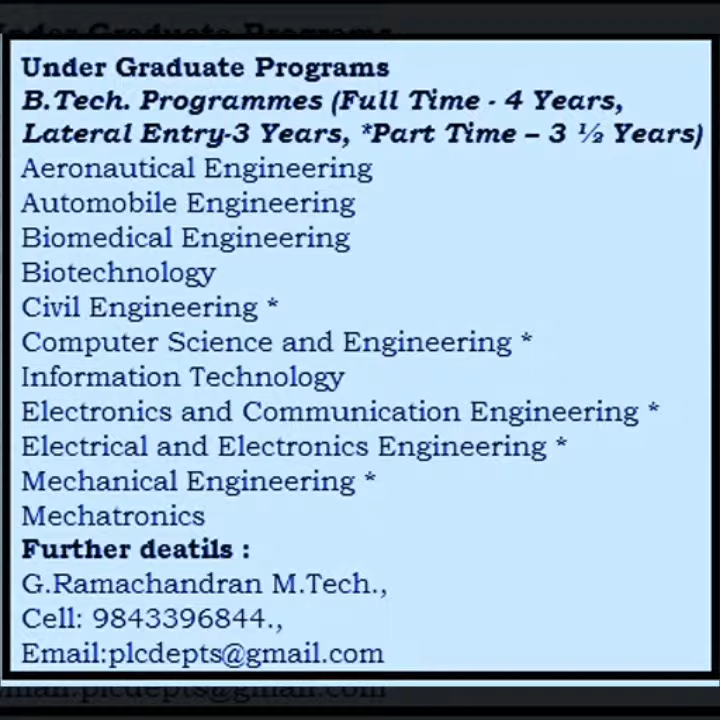 Under Graduate Programs
B.Tech. Programmes (Full Time - 4 Years,
Lateral Entry-3 Years, *Part Time – 3 ½ Years)
Aeronautical Engineering
Automobile Engineering
Biomedical Engineering
Biotechnology
Civil Engineering *
Computer Science and Engineering *
Information Technology
Electronics and Communication Engineering *
Electrical and Electronics Engineering *
Mechanical Engineering *
Mechatronics
Further deatils :
G.Ramachandran M.Tech.,
Cell: 9843396844.,
Email:plcdepts@gmail.com